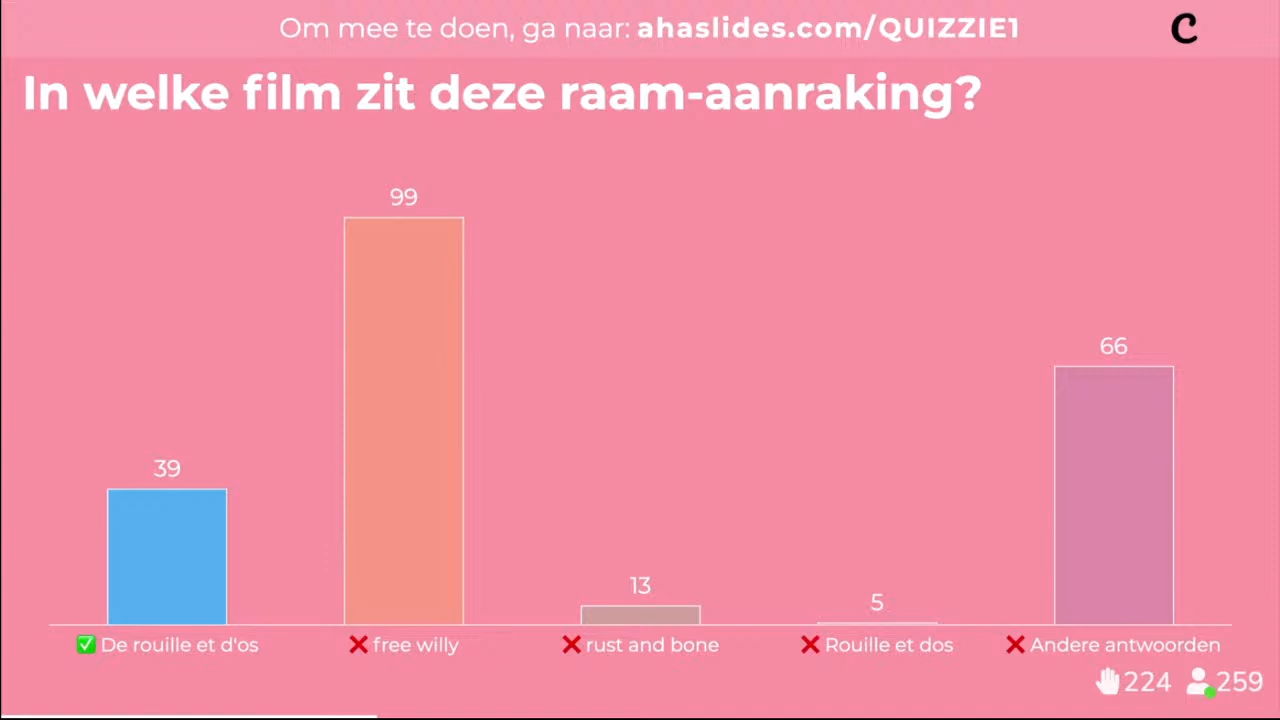 Om mee te doen, ga naar: ahaslides.com/QUIZZIE1
C
In welke film zit deze raam-aanraking?
99
66
39
13
5
✅ De rouille et d'os
❌ free willy
❌ rust and bone
❌ Rouille et dos
❌ Andere antwoorden
224 259